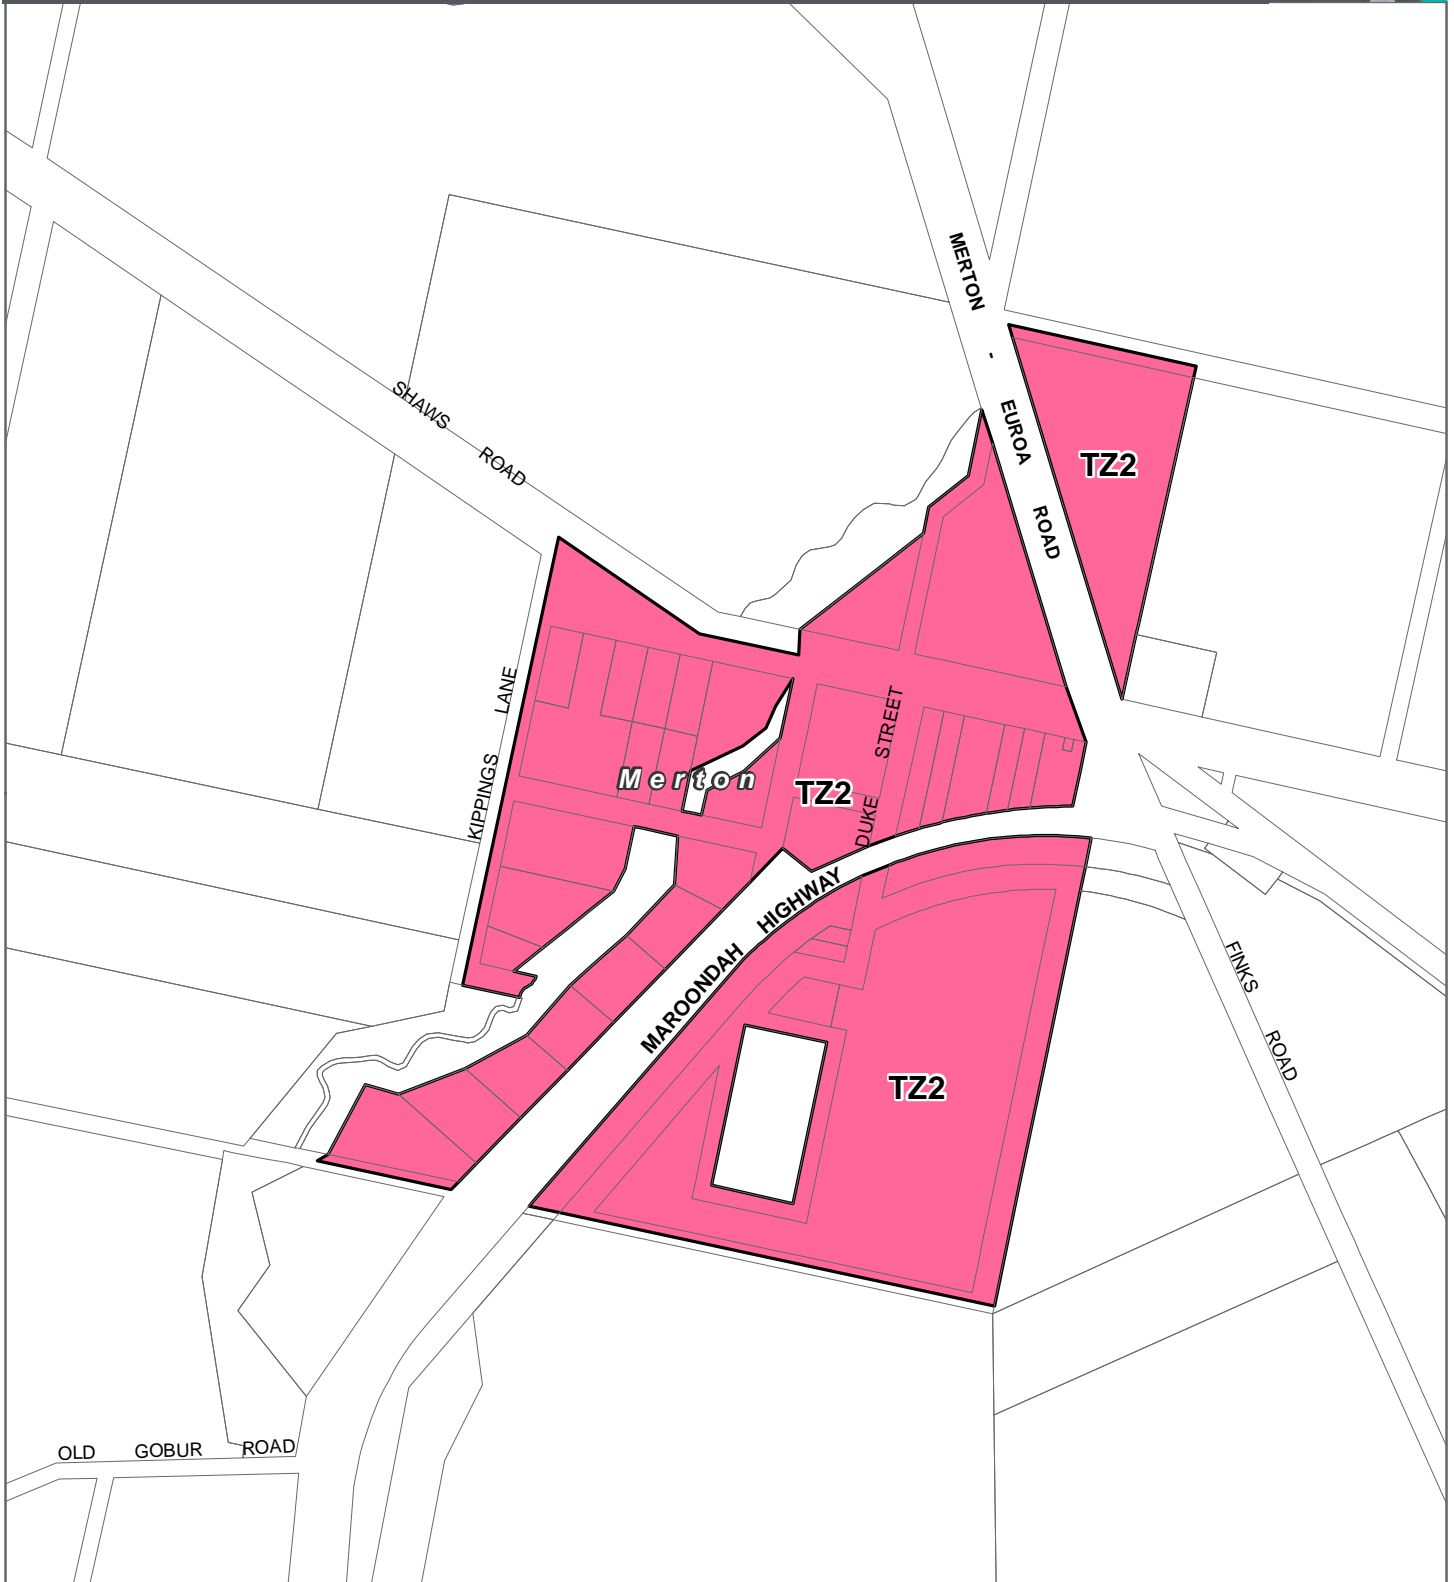 MERTON - EUROA ROAD
SHAWS ROAD
TZ2
KIPPINGS LANE
DUKE STREET
Merton
TZ2
MAROONDAH HIGHWAY
FINKS ROAD
TZ2
OLD GOBUR ROAD